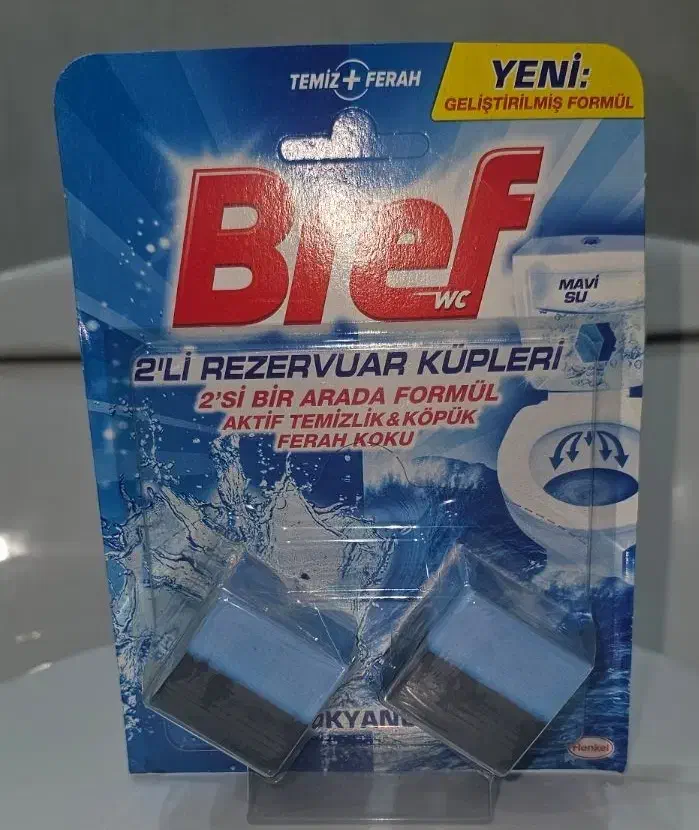 TEMİZ + FERAH
YENİ:
GELİŞTİRİLMİŞ FORMÜL
Bref
WC
MAVİ
SU
2'Lİ REZERVUAR KÜPLERİ
2'Sİ BİR ARADA FORMÜL
AKTİF TEMİZLİK & KÖPÜK
FERAH KOKU
Henkel